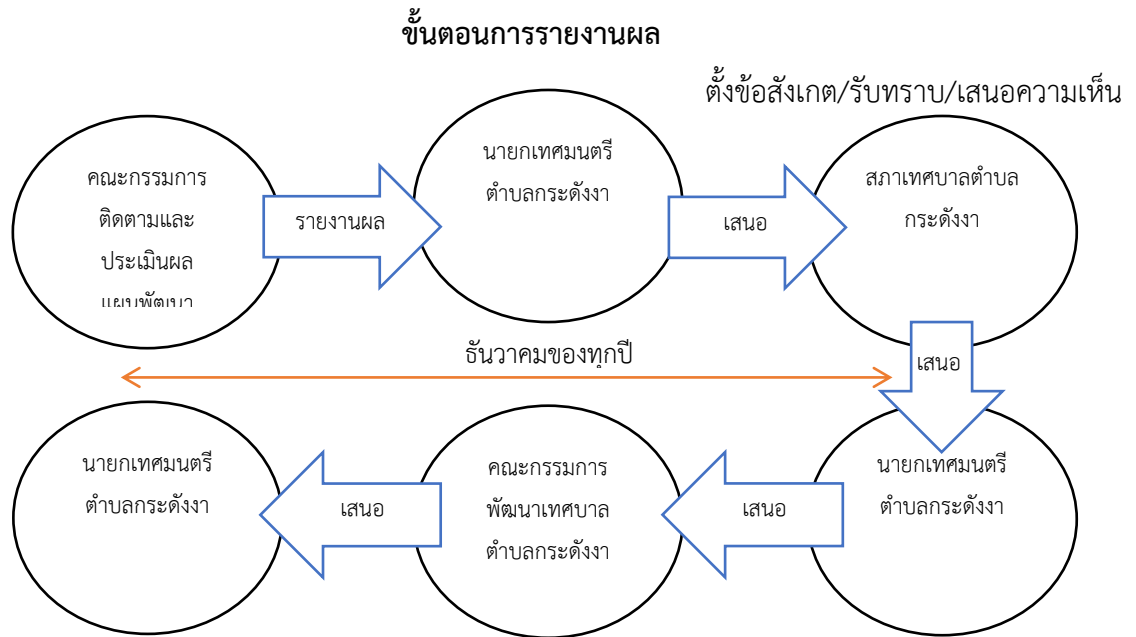 ขั้นตอนการรายงานผล
ตั้งข้อสังเกต/รับทราบ/เสนอความเห็น
คณะกรรมการ
ติดตามและ
ประเมินผล
แผนพัฒนา
รายงานผล
นายกเทศมนตรี
ตำบลกระดังงา
เสนอ
สภาเทศบาลตำบล
กระดังงา
ธันวาคมของทุกปี
เสนอ
นายกเทศมนตรี
ตำบลกระดังงา
เสนอ
คณะกรรมการ
พัฒนาเทศบาล
ตำบลกระดังงา
เสนอ
นายกเทศมนตรี
ตำบลกระดังงา